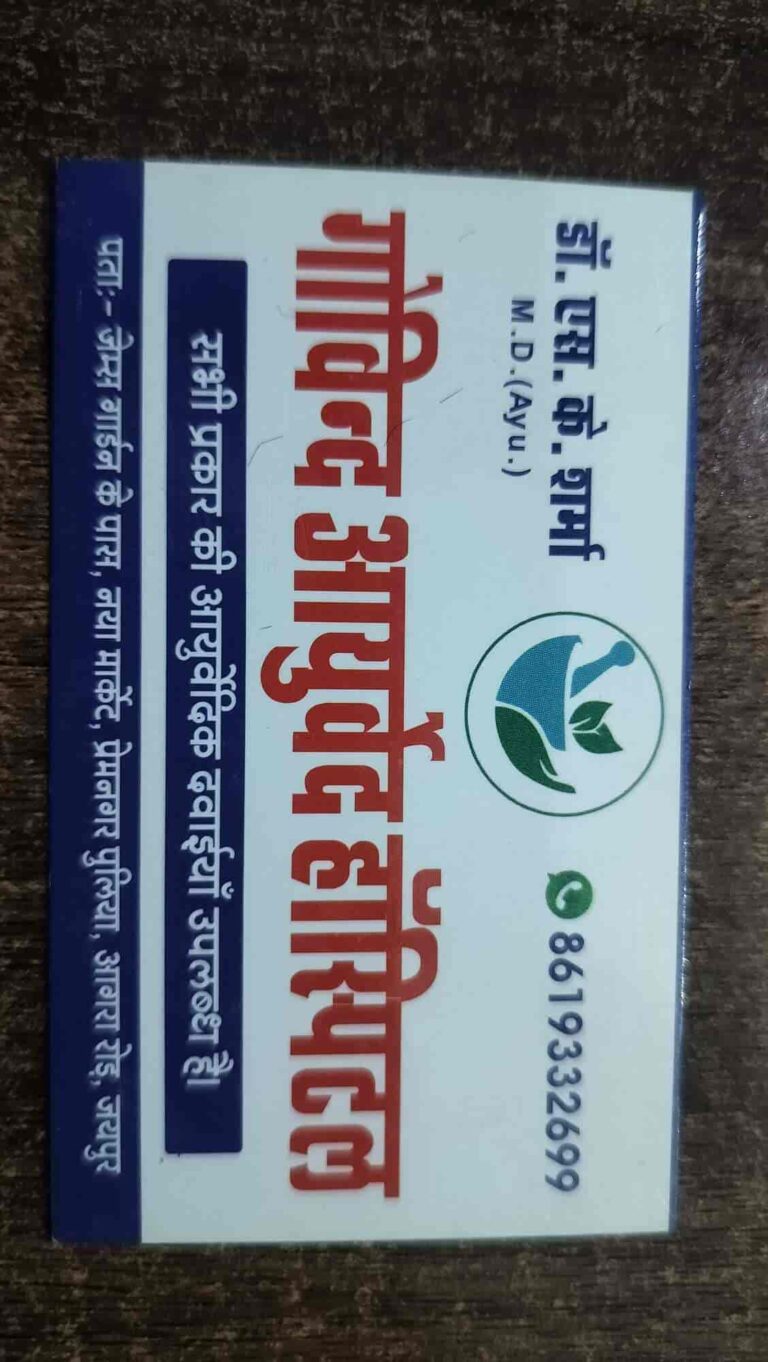 डॉ. एस. के. शर्मा
M.D.(Ayu.)
8619332699
गोविन्द आयुर्वेद हॉस्पिटल
सभी प्रकार की आयुर्वेदिक दवाईयाँ उपलब्ध है।
पताः- जेम्स गार्डन के पास, नया मार्केट, प्रेमनगर पुलिया, आगरा रोड़, जयपुर